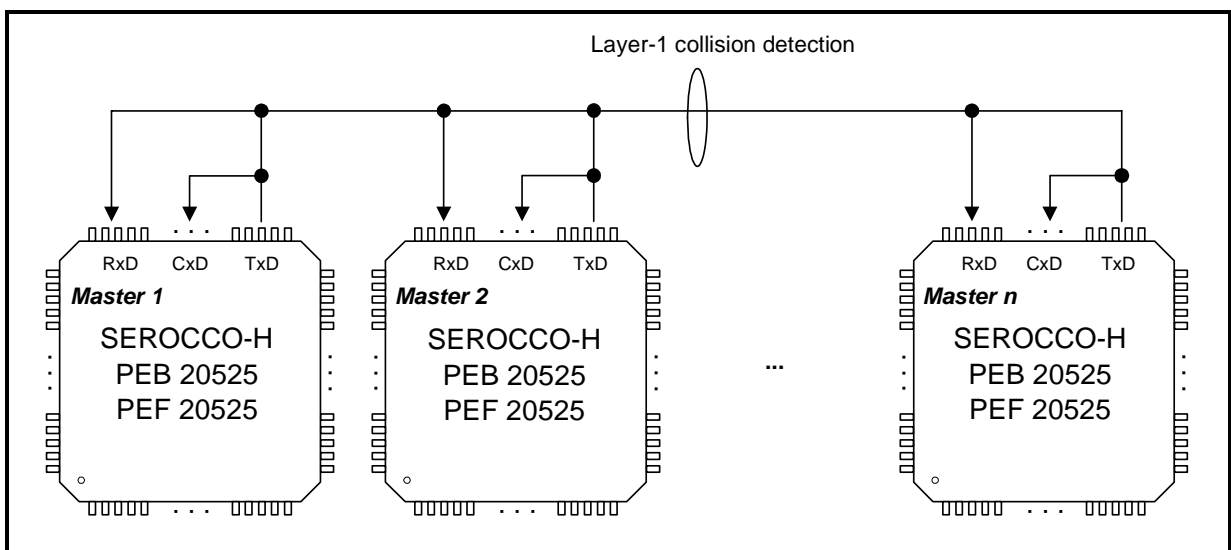 Layer-1 collision detection
RxD CxD TxD
Master 1
SEROCCO-H
PEB 20525
PEF 20525
RxD CxD TxD
Master 2
SEROCCO-H
PEB 20525
PEF 20525
...
RxD CxD TxD
Master n
SEROCCO-H
PEB 20525
PEF 20525